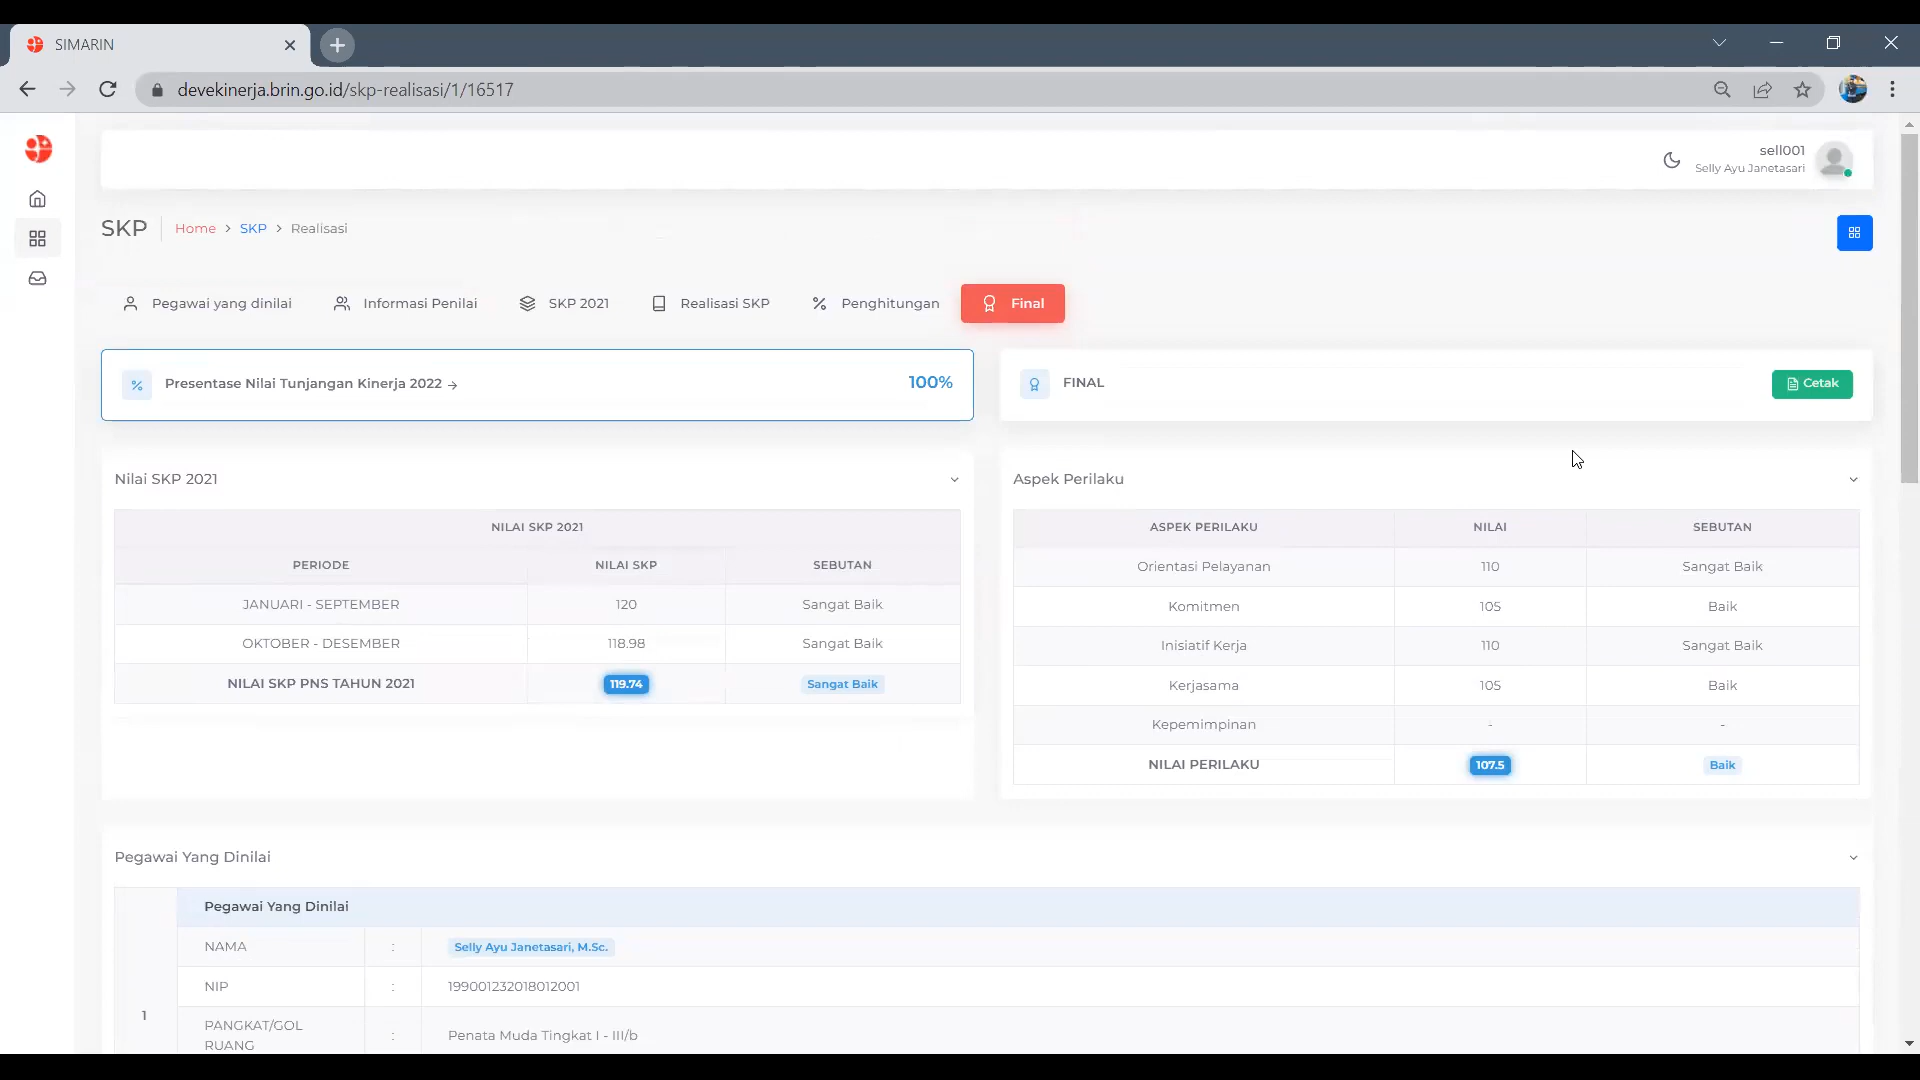 SIMARIN
devekinerja.brin.go.id/skp-realisasi/1/16517
sell001
Selly Ayu Janetasari
SKP Home > SKP > Realisasi
Pegawai yang dinilai Informasi Penilai SKP 2021 Realisasi SKP Penghitungan Final
Presentase Nilai Tunjangan Kinerja 2022 → 100%
FINAL Cetak
Nilai SKP 2021
NILAI SKP 2021
PERIODE NILAI SKP SEBUTAN
JANUARI - SEPTEMBER 120 Sangat Baik
OKTOBER - DESEMBER 118.98 Sangat Baik
NILAI SKP PNS TAHUN 2021 119.74 Sangat Baik
Aspek Perilaku
ASPEK PERILAKU NILAI SEBUTAN
Orientasi Pelayanan 110 Sangat Baik
Komitmen 105 Baik
Inisiatif Kerja 110 Sangat Baik
Kerjasama 105 Baik
Kepemimpinan - -
NILAI PERILAKU 107.5 Baik
Pegawai Yang Dinilai
Pegawai Yang Dinilai
NAMA : Selly Ayu Janetasari, M.Sc.
NIP : 199001232018012001
1
PANGKAT/GOL
RUANG : Penata Muda Tingkat I - III/b